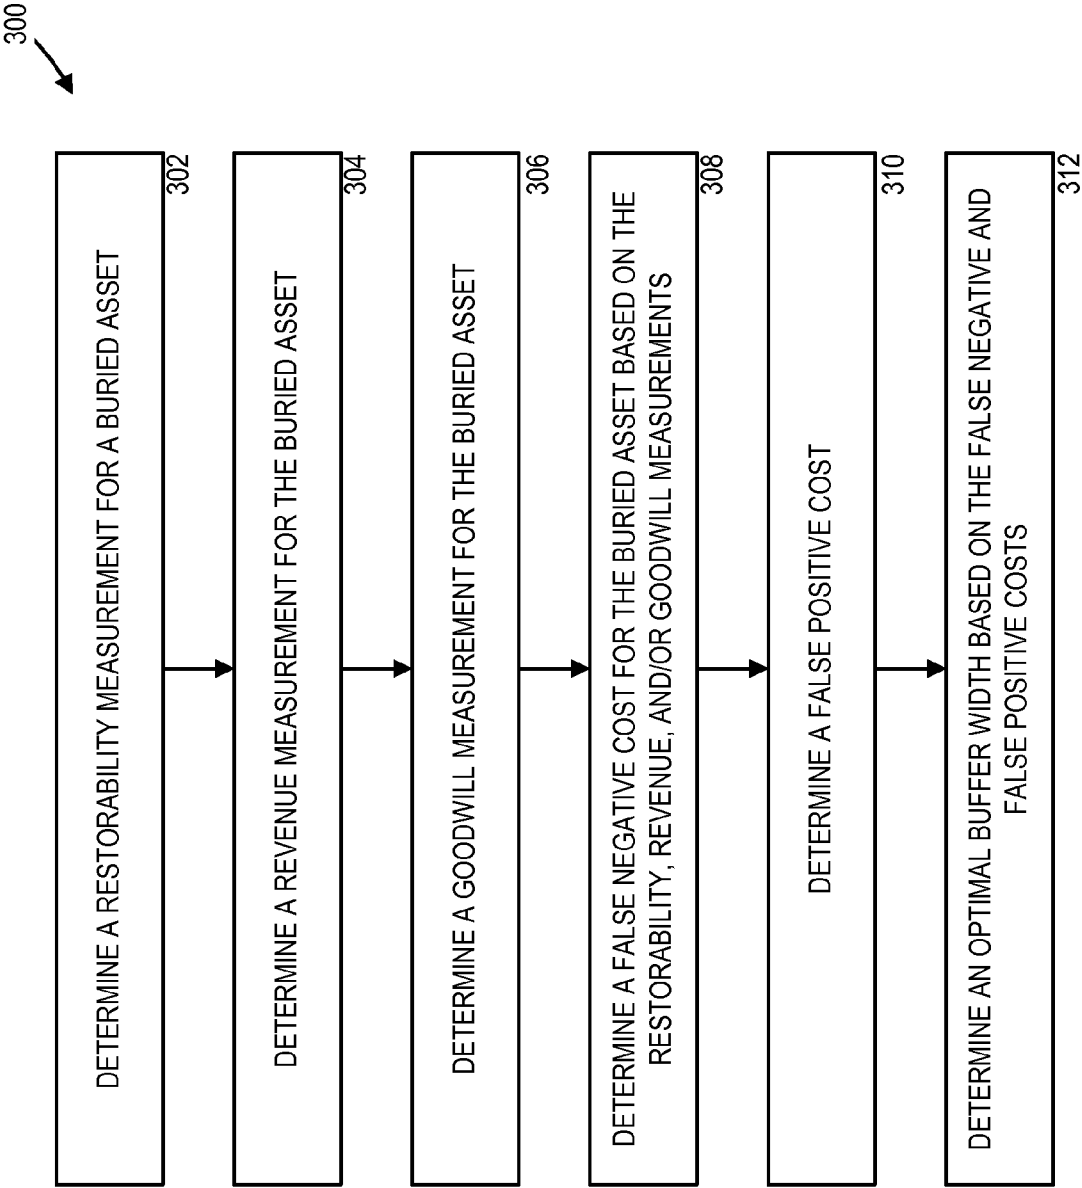 300
DETERMINE A RESTORABILITY MEASUREMENT FOR A BURIED ASSET
302
DETERMINE A REVENUE MEASUREMENT FOR THE BURIED ASSET
304
DETERMINE A GOODWILL MEASUREMENT FOR THE BURIED ASSET
306
DETERMINE A FALSE NEGATIVE COST FOR THE BURIED ASSET BASED ON THE
RESTORABILITY, REVENUE, AND/OR GOODWILL MEASUREMENTS
308
DETERMINE A FALSE POSITIVE COST
310
DETERMINE AN OPTIMAL BUFFER WIDTH BASED ON THE FALSE NEGATIVE AND
FALSE POSITIVE COSTS
312